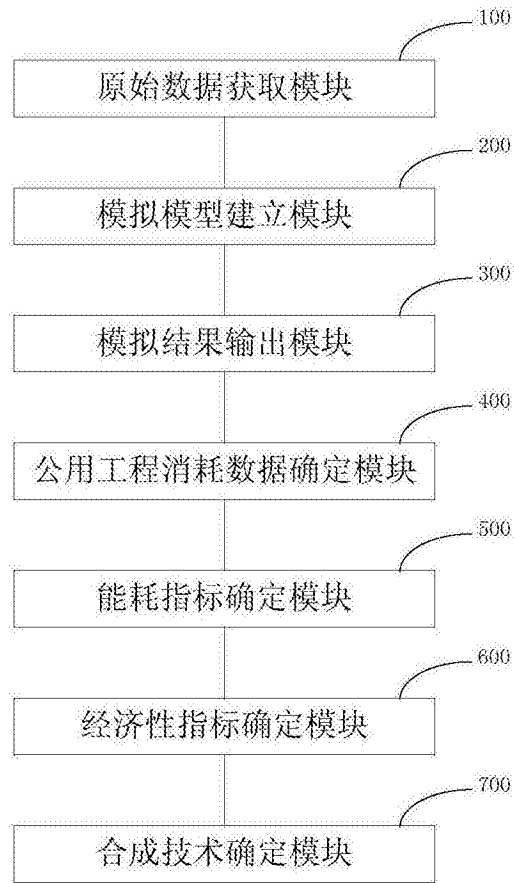 100
原始数据获取模块
200
模拟模型建立模块
300
模拟结果输出模块
400
公用工程消耗数据确定模块
500
能耗指标确定模块
600
经济性指标确定模块
700
合成技术确定模块